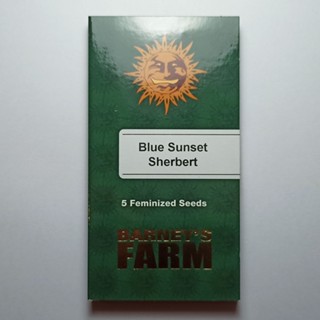 Blue Sunset
Sherbert
5 Feminized Seeds
BARNEY'S
FARM